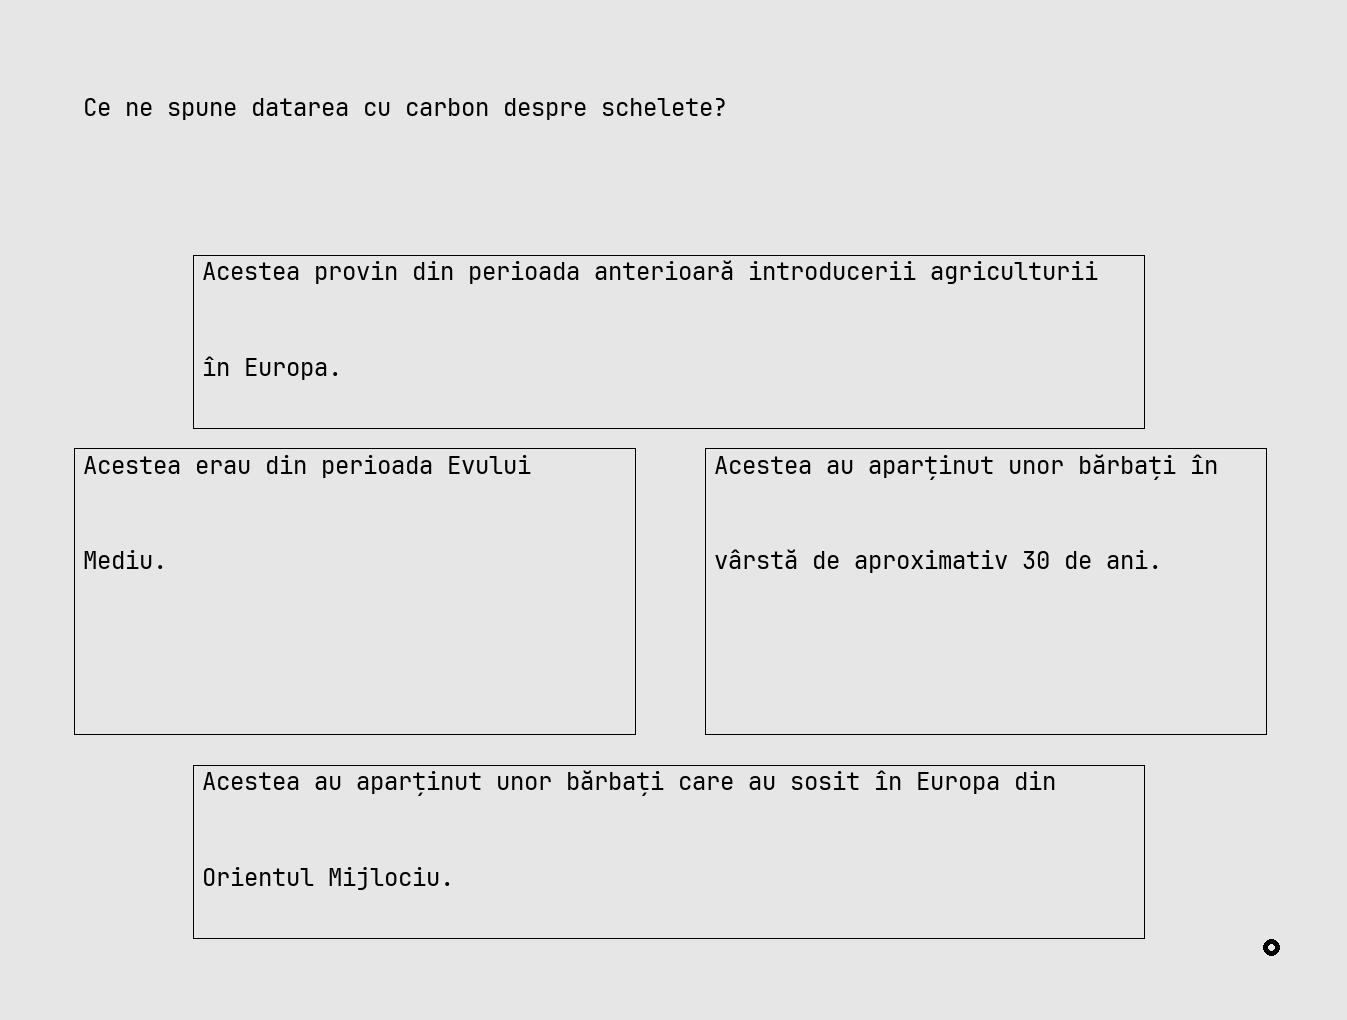 Ce ne spune datarea cu carbon despre schelete?
Acestea provin din perioada anterioară introducerii agriculturii
în Europa.
Acestea erau din perioada Evului
Mediu.
Acestea au aparținut unor bărbați în
vârstă de aproximativ 30 de ani.
Acestea au aparținut unor bărbați care au sosit în Europa din
Orientul Mijlociu.